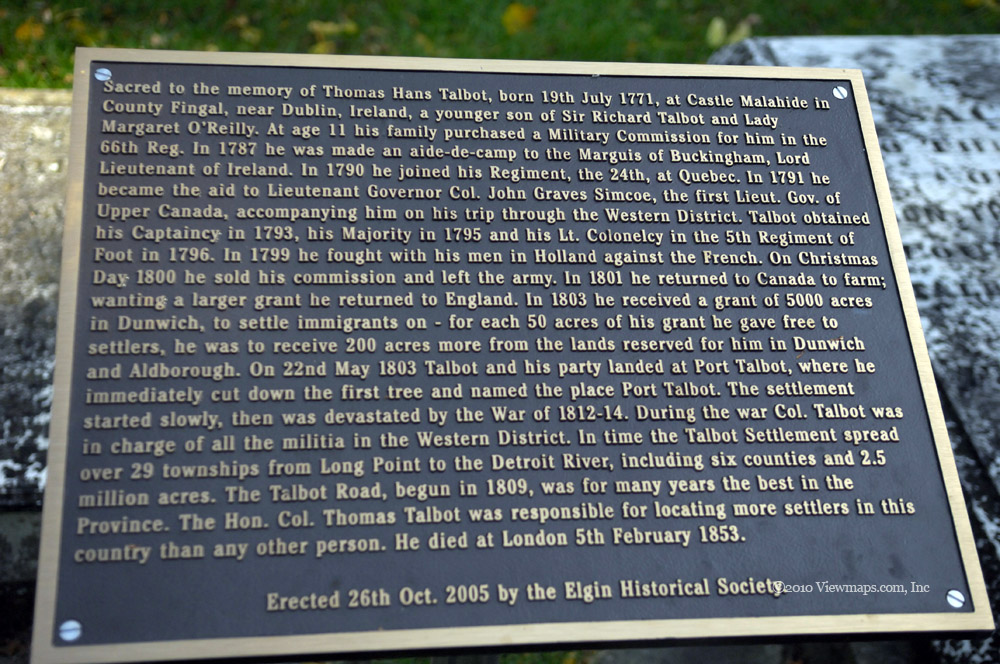 Sacred to the memory of Thomas Hans Talbot, born 19th July 1771, at Castle Malahide in
County Fingal, near Dublin, Ireland, a younger son of Sir Richard Talbot and Lady
Margaret O'Reilly. At age 11 his family purchased a Military Commission for him in the
66th Reg. In 1787 he was made an aide-de-camp to the Marguis of Buckingham, Lord
Lieutenant of Ireland. In 1790 he joined his Regiment, the 24th, at Quebec. In 1791 he
became the aid to Lieutenant Governor Col. John Graves Simcoe, the first Lieut. Gov. of
Upper Canada, accompanying him on his trip through the Western District. Talbot obtained
his Captaincy in 1793, his Majority in 1795 and his Lt. Colonelcy in the 5th Regiment of
Foot in 1796. In 1799 he fought with his men in Holland against the French. On Christmas
Day 1800 he sold his commission and left the army. In 1801 he returned to Canada to farm;
wanting a larger grant he returned to England. In 1803 he received a grant of 5000 acres
in Dunwich, to settle immigrants on - for each 50 acres of his grant he gave free to
settlers, he was to receive 200 acres more from the lands reserved for him in Dunwich
and Aldborough. On 22nd May 1803 Talbot and his party landed at Port Talbot, where he
immediately cut down the first tree and named the place Port Talbot. The settlement
started slowly, then was devastated by the War of 1812-14. During the war Col. Talbot was
in charge of all the militia in the Western District. In time the Talbot Settlement spread
over 29 townships from Long Point to the Detroit River, including six counties and 2.5
million acres. The Talbot Road, begun in 1809, was for many years the best in the
Province. The Hon. Col. Thomas Talbot was responsible for locating more settlers in this
country than any other person. He died at London 5th February 1853.
Erected 26th Oct. 2005 by the Elgin Historical Society
©2010 Viewmaps.com, Inc